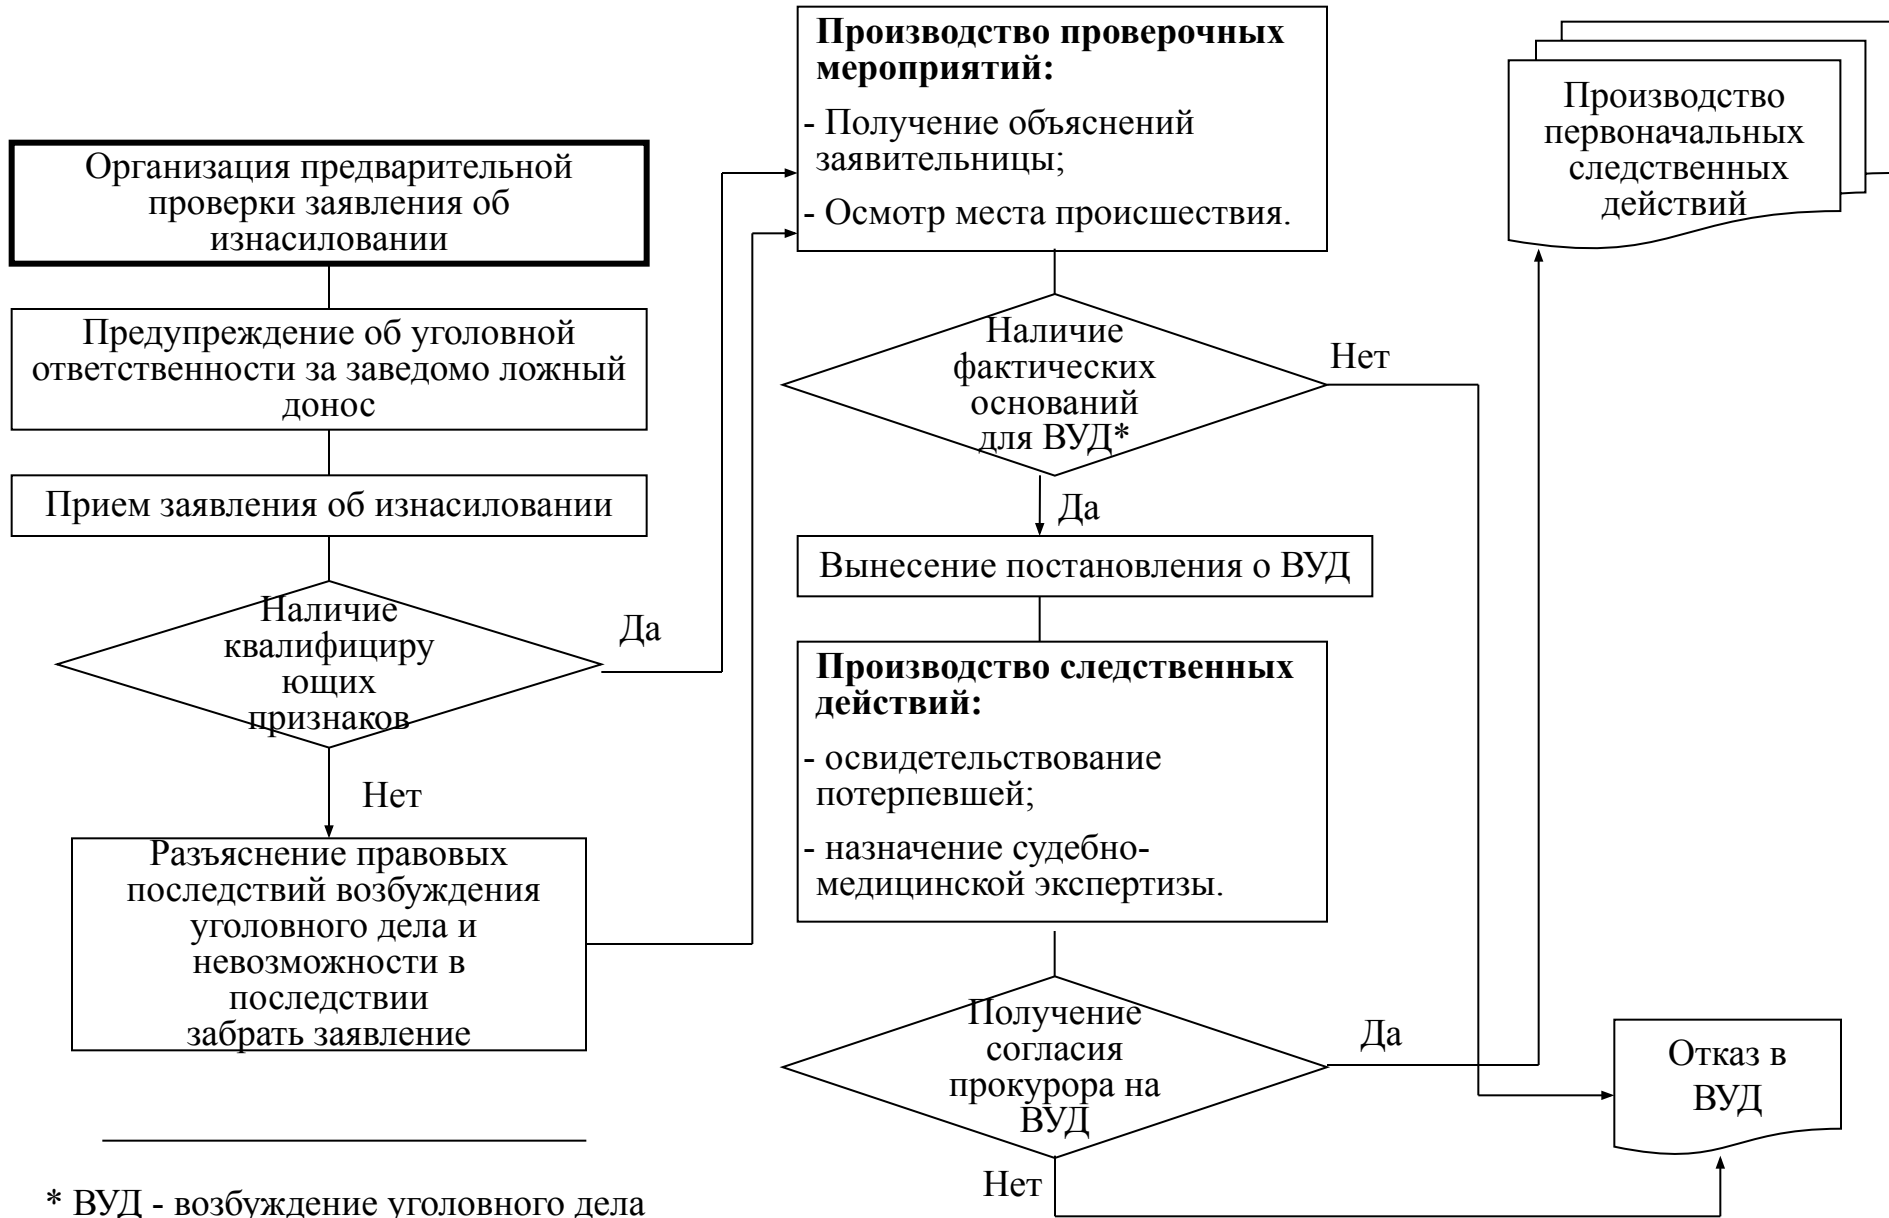 Организация предварительной
проверки заявления об
изнасиловании
Предупреждение об уголовной
ответственности за заведомо ложный
донос
Прием заявления об изнасиловании
Наличие
квалифициру
ющих
признаков
Да
Нет
Разъяснение правовых
последствий возбуждения
уголовного дела и
невозможности в
последствии
забрать заявление
* ВУД - возбуждение уголовного дела
Производство проверочных
мероприятий:
- Получение объяснений
заявительницы;
- Осмотр места происшествия.
Наличие
фактических
оснований
для ВУД*
Нет
Да
Вынесение постановления о ВУД
Производство следственных
действий:
- освидетельствование
потерпевшей;
- назначение судебно-
медицинской экспертизы.
Получение
согласия
прокурора на
ВУД
Да
Нет
Производство
первоначальных
следственных
действий
Отказ в
ВУД